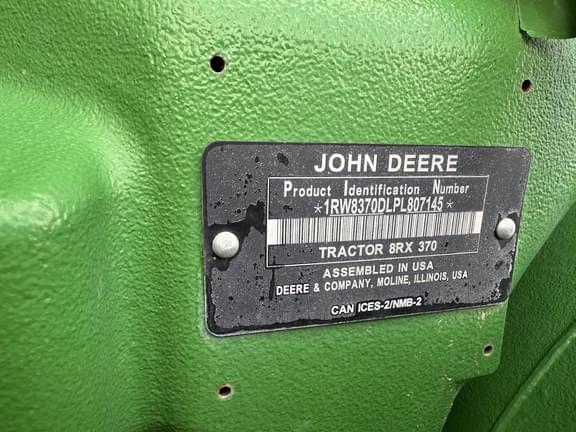 JOHN DEERE
Product Identification Number
*1RW8370DLPL807145*
TRACTOR 8RX 370
ASSEMBLED IN USA
DEERE & COMPANY, MOLINE, ILLINOIS, USA
CAN ICES-2/NMB-2